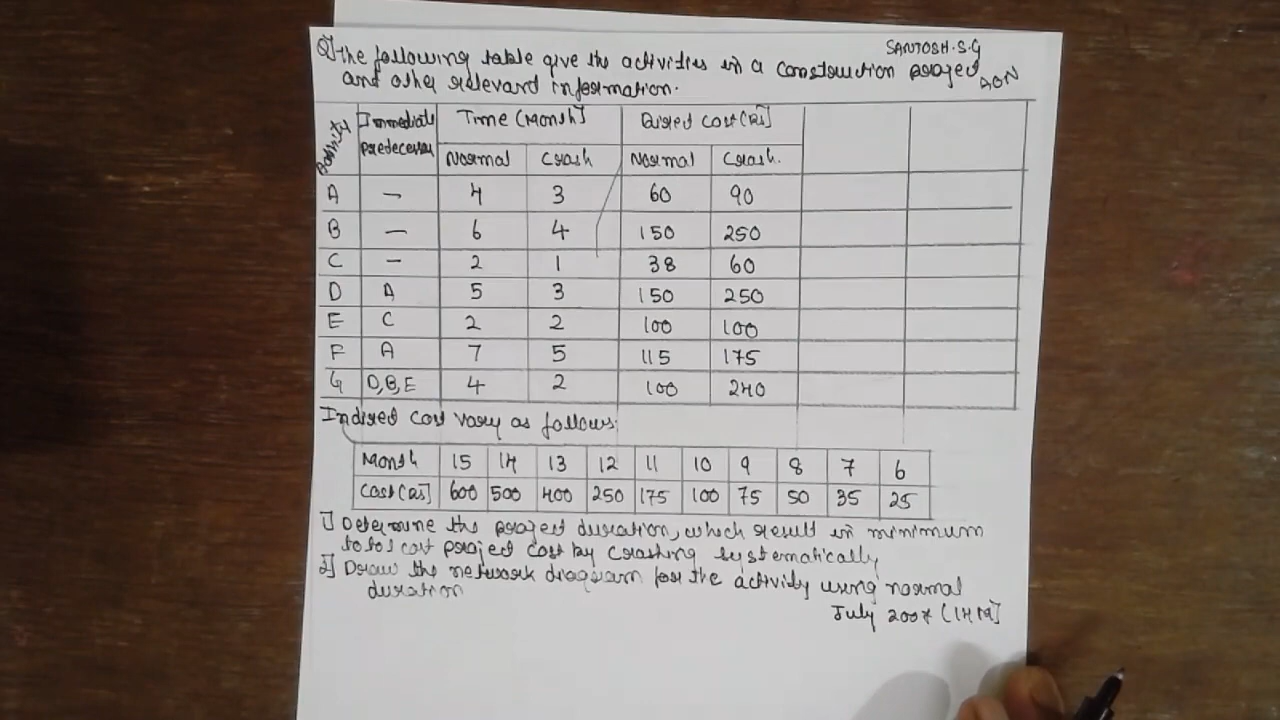 SANTOSH.S.G
Q] The following table give the activities in a construction project
and other relevant information. AON
Activity Immediate predecessor Time (Month] Direct cost (Rs]
Normal Crash Normal Crash.
A — 4 3 60 90
B — 6 4 150 250
C — 2 1 38 60
D A 5 3 150 250
E C 2 2 100 100
F A 7 5 115 175
G D,B,E 4 2 100 240
Indirect cost vary as follows:
Month 15 14 13 12 11 10 9 8 7 6
Cost (Rs] 600 500 400 250 175 100 75 50 35 25
1] Determine the project duration, which result in minimum
total cost project cost by crashing systematically
2] Draw the network diagram for the activity using normal
duration
July (14M]